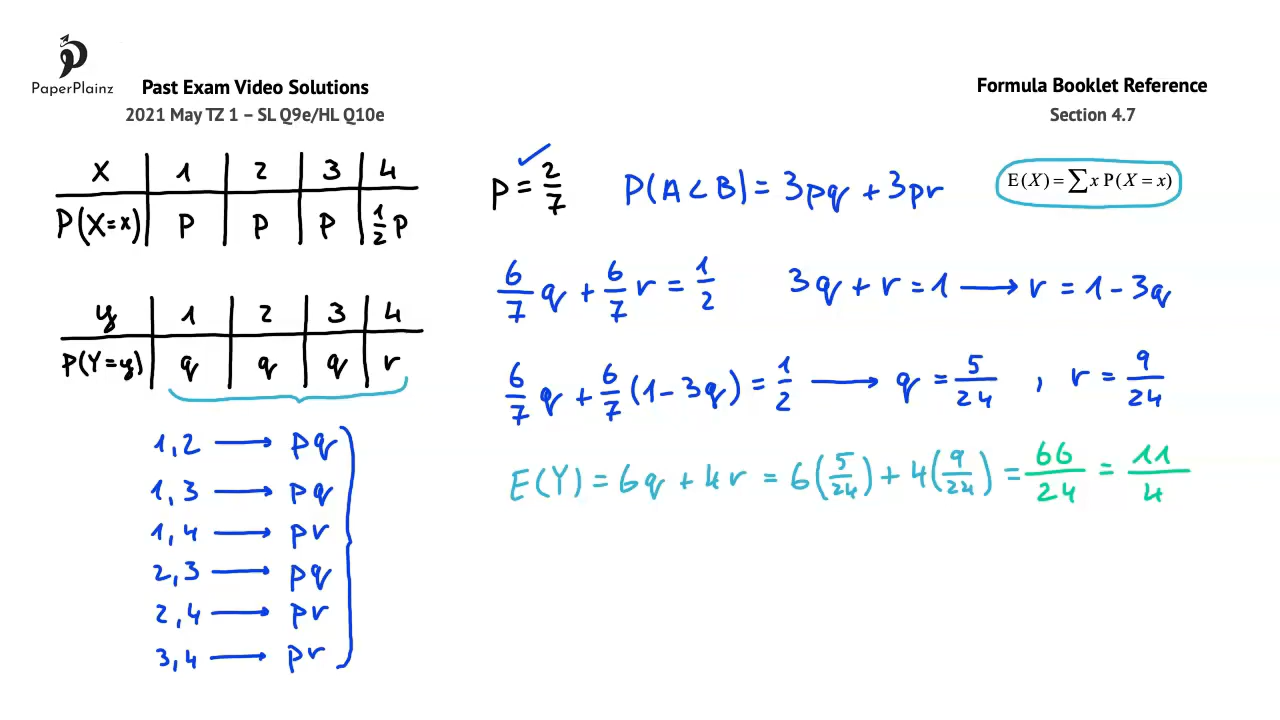 PaperPlainz
Past Exam Video Solutions
2021 May TZ 1 – SL Q9e/HL Q10e
Formula Booklet Reference
Section 4.7
X 1 2 3 4
P(X=x) p p p 1/2 p
p = 2/7
P(A<B) = 3pq + 3pr
E(X) = ∑ x P(X = x)
6/7 q + 6/7 r = 1/2
3q + r = 1 ⟶ r = 1 - 3q
y 1 2 3 4
P(Y=y) q q q r
6/7 q + 6/7 (1 - 3q) = 1/2 ⟶ q = 5/24 , r = 9/24
1,2 ⟶ pq
1,3 ⟶ pq
1,4 ⟶ pr
2,3 ⟶ pq
2,4 ⟶ pr
3,4 ⟶ pr
E(Y) = 6q + 4r = 6(5/24) + 4(9/24) = 66/24 = 11/4